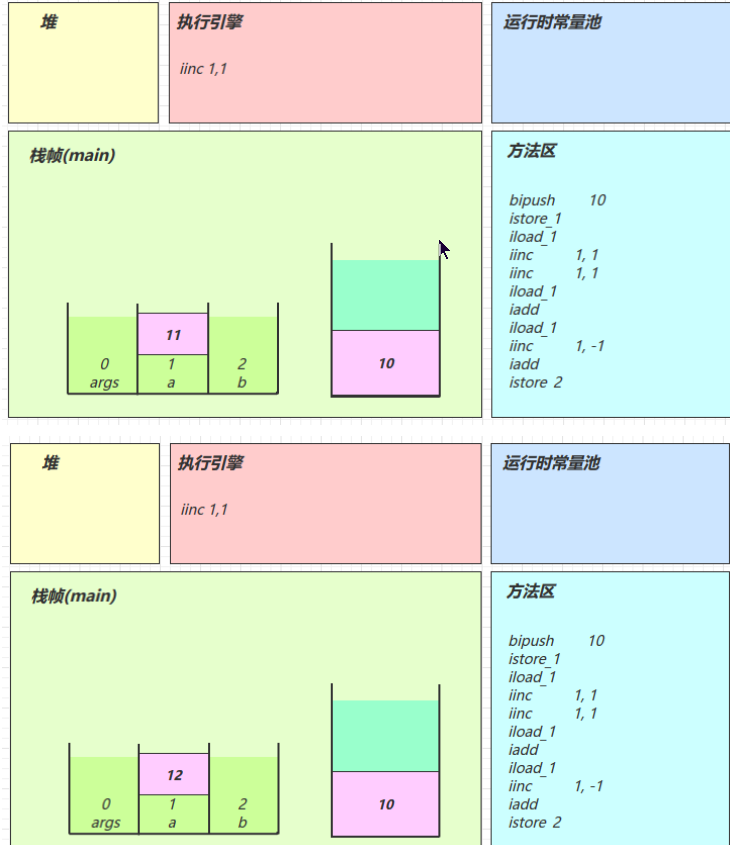 堆
执行引擎
运行时常量池
iinc 1,1
栈帧(main)
方法区
bipush 10
istore_1
iload_1
iinc 1, 1
iinc 1, 1
iload_1
iadd
iload_1
iinc 1, -1
iadd
istore 2
11
10
0 1 2
args a b
堆
执行引擎
运行时常量池
iinc 1,1
栈帧(main)
方法区
bipush 10
istore_1
iload_1
iinc 1, 1
iinc 1, 1
iload_1
iadd
iload_1
iinc 1, -1
iadd
istore 2
12
10
0 1 2
args a b